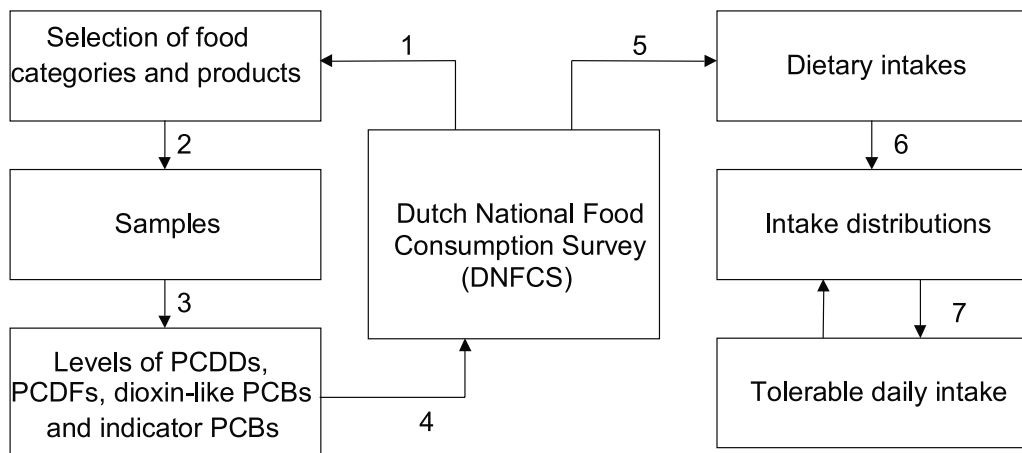 Selection of food
categories and products
1
5
Dietary intakes
2
6
Samples
Dutch National Food
Consumption Survey
(DNFCS)
Intake distributions
3
7
Levels of PCDDs,
PCDFs, dioxin-like PCBs
and indicator PCBs
4
Tolerable daily intake